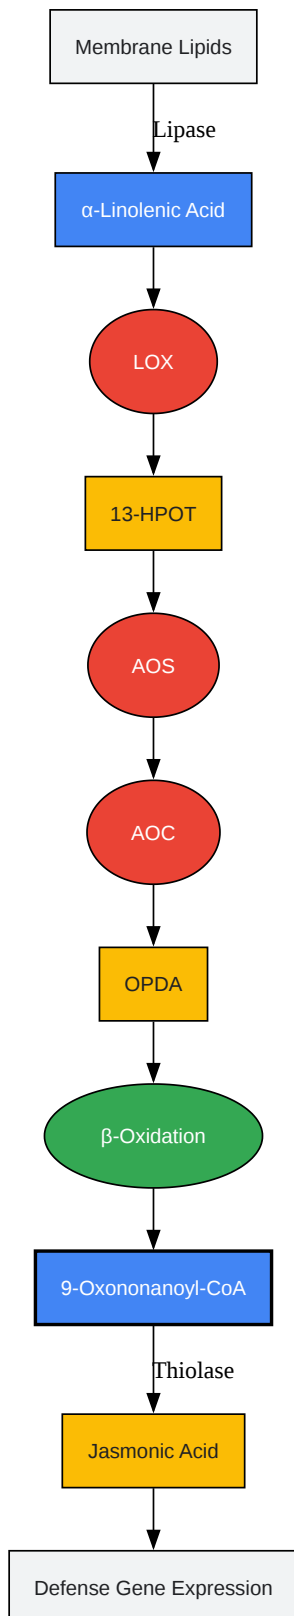 Membrane Lipids
Lipase
α-Linolenic Acid
LOX
13-HPOT
AOS
AOC
OPDA
β-Oxidation
9-Oxononanoyl-CoA
Thiolase
Jasmonic Acid
Defense Gene Expression